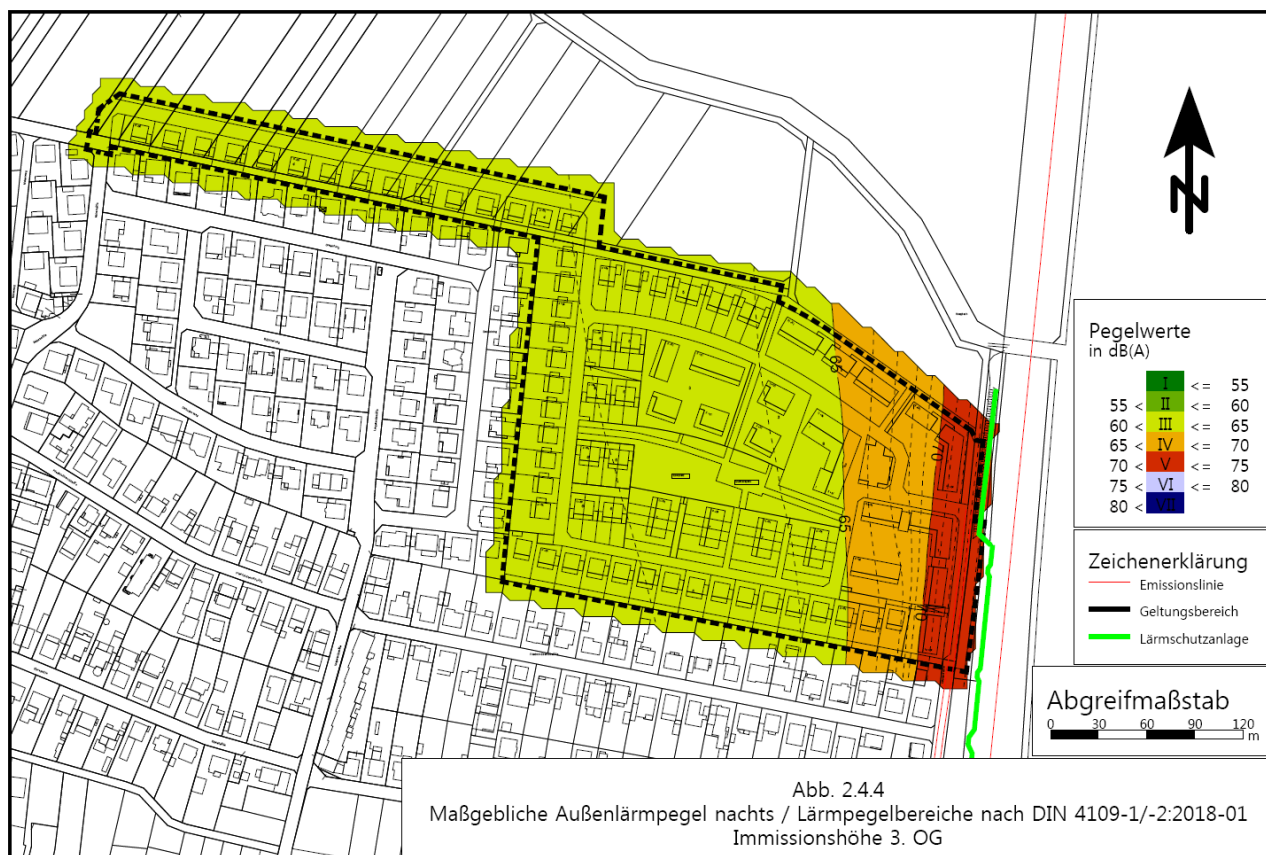 N
65
70
65
70
Pegelwerte
in dB(A)
I <= 55
55 < II <= 60
60 < III <= 65
65 < IV <= 70
70 < V <= 75
75 < VI <= 80
80 < VII
Zeichenerklärung
Emissionslinie
Geltungsbereich
Lärmschutzanlage
Abgreifmaßstab
0 30 60 90 120
m
Abb. 2.4.4
Maßgebliche Außenlärmpegel nachts / Lärmpegelbereiche nach DIN 4109-1/-2:2018-01
Immissionshöhe 3. OG